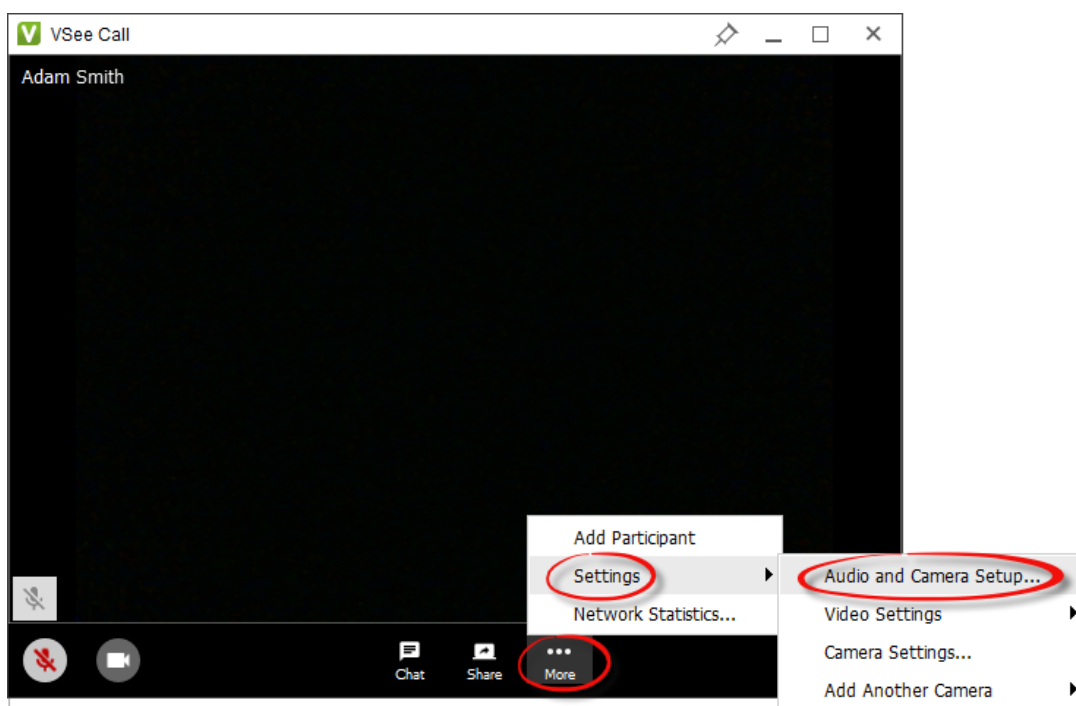 VSee Call
Adam Smith
Add Participant
Settings
Network Statistics...
Audio and Camera Setup...
Video Settings
Camera Settings...
Add Another Camera
Chat
Share
More